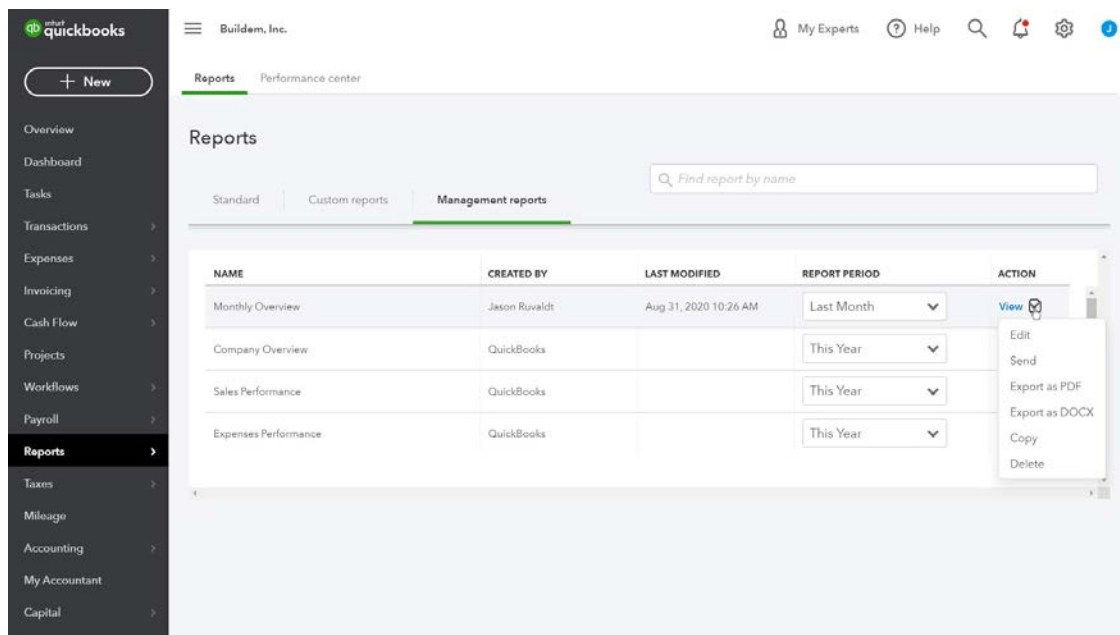 qb intuit quickbooks
Buildem, Inc.
My Experts
? Help
J
+ New
Reports
Performance center
Overview
Dashboard
Tasks
Transactions
Expenses
Invoicing
Cash Flow
Projects
Workflows
Payroll
Reports
Taxes
Mileage
Accounting
My Accountant
Capital
Reports
Find report by name
Standard
Custom reports
Management reports
NAME CREATED BY LAST MODIFIED REPORT PERIOD ACTION
Monthly Overview Jason Ruvaldt Aug 31, 2020 10:26 AM Last Month View
Company Overview QuickBooks This Year
Sales Performance QuickBooks This Year
Expenses Performance QuickBooks This Year
Edit
Send
Export as PDF
Export as DOCX
Copy
Delete